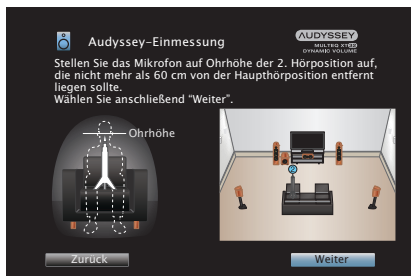 Audyssey-Einmessung
AUDYSSEY
MULTEQ XT32
DYNAMIC VOLUME
Stellen Sie das Mikrofon auf Ohrhöhe der 2. Hörposition auf,
die nicht mehr als 60 cm von der Haupthörposition entfernt
liegen sollte.
Wählen Sie anschließend “Weiter”.
Ohrhöhe
2
Zurück
Weiter